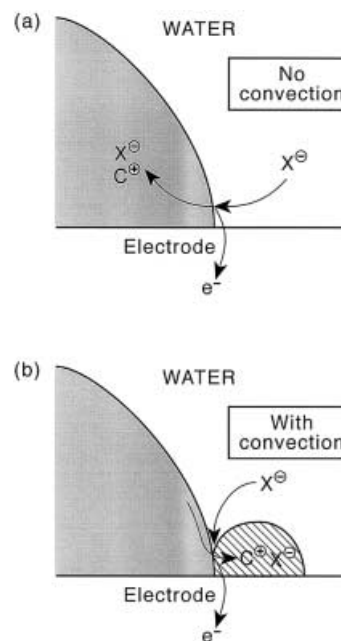 (a)
WATER
No
convection
X⊖
C⊕
X⊖
Electrode
e⁻
(b)
WATER
With
convection
X⊖
C⊕ X⊖
Electrode
e⁻